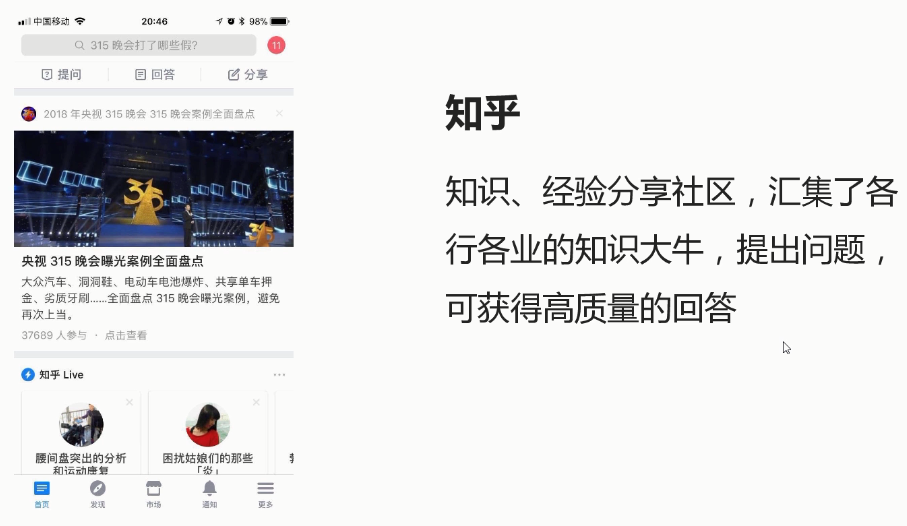 中国移动 20:46 98%
315 晚会打了哪些假? 11
提问 回答 分享
2018 年央视 315 晚会 315 晚会案例全面盘点
315
央视 315 晚会曝光案例全面盘点
大众汽车、洞洞鞋、电动车电池爆炸、共享单车押
金、劣质牙刷......全面盘点 315 晚会曝光案例，避免
再次上当。
37689 人参与 · 点击查看
知乎 Live
腰间盘突出的分析
和运动康复
困扰姑娘们的那些
「炎」
首页 发现 市场 通知 更多
知乎
知识、经验分享社区，汇集了各
行各业的知识大牛，提出问题，
可获得高质量的回答